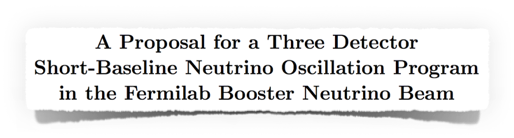 A Proposal for a Three Detector
Short-Baseline Neutrino Oscillation Program
in the Fermilab Booster Neutrino Beam